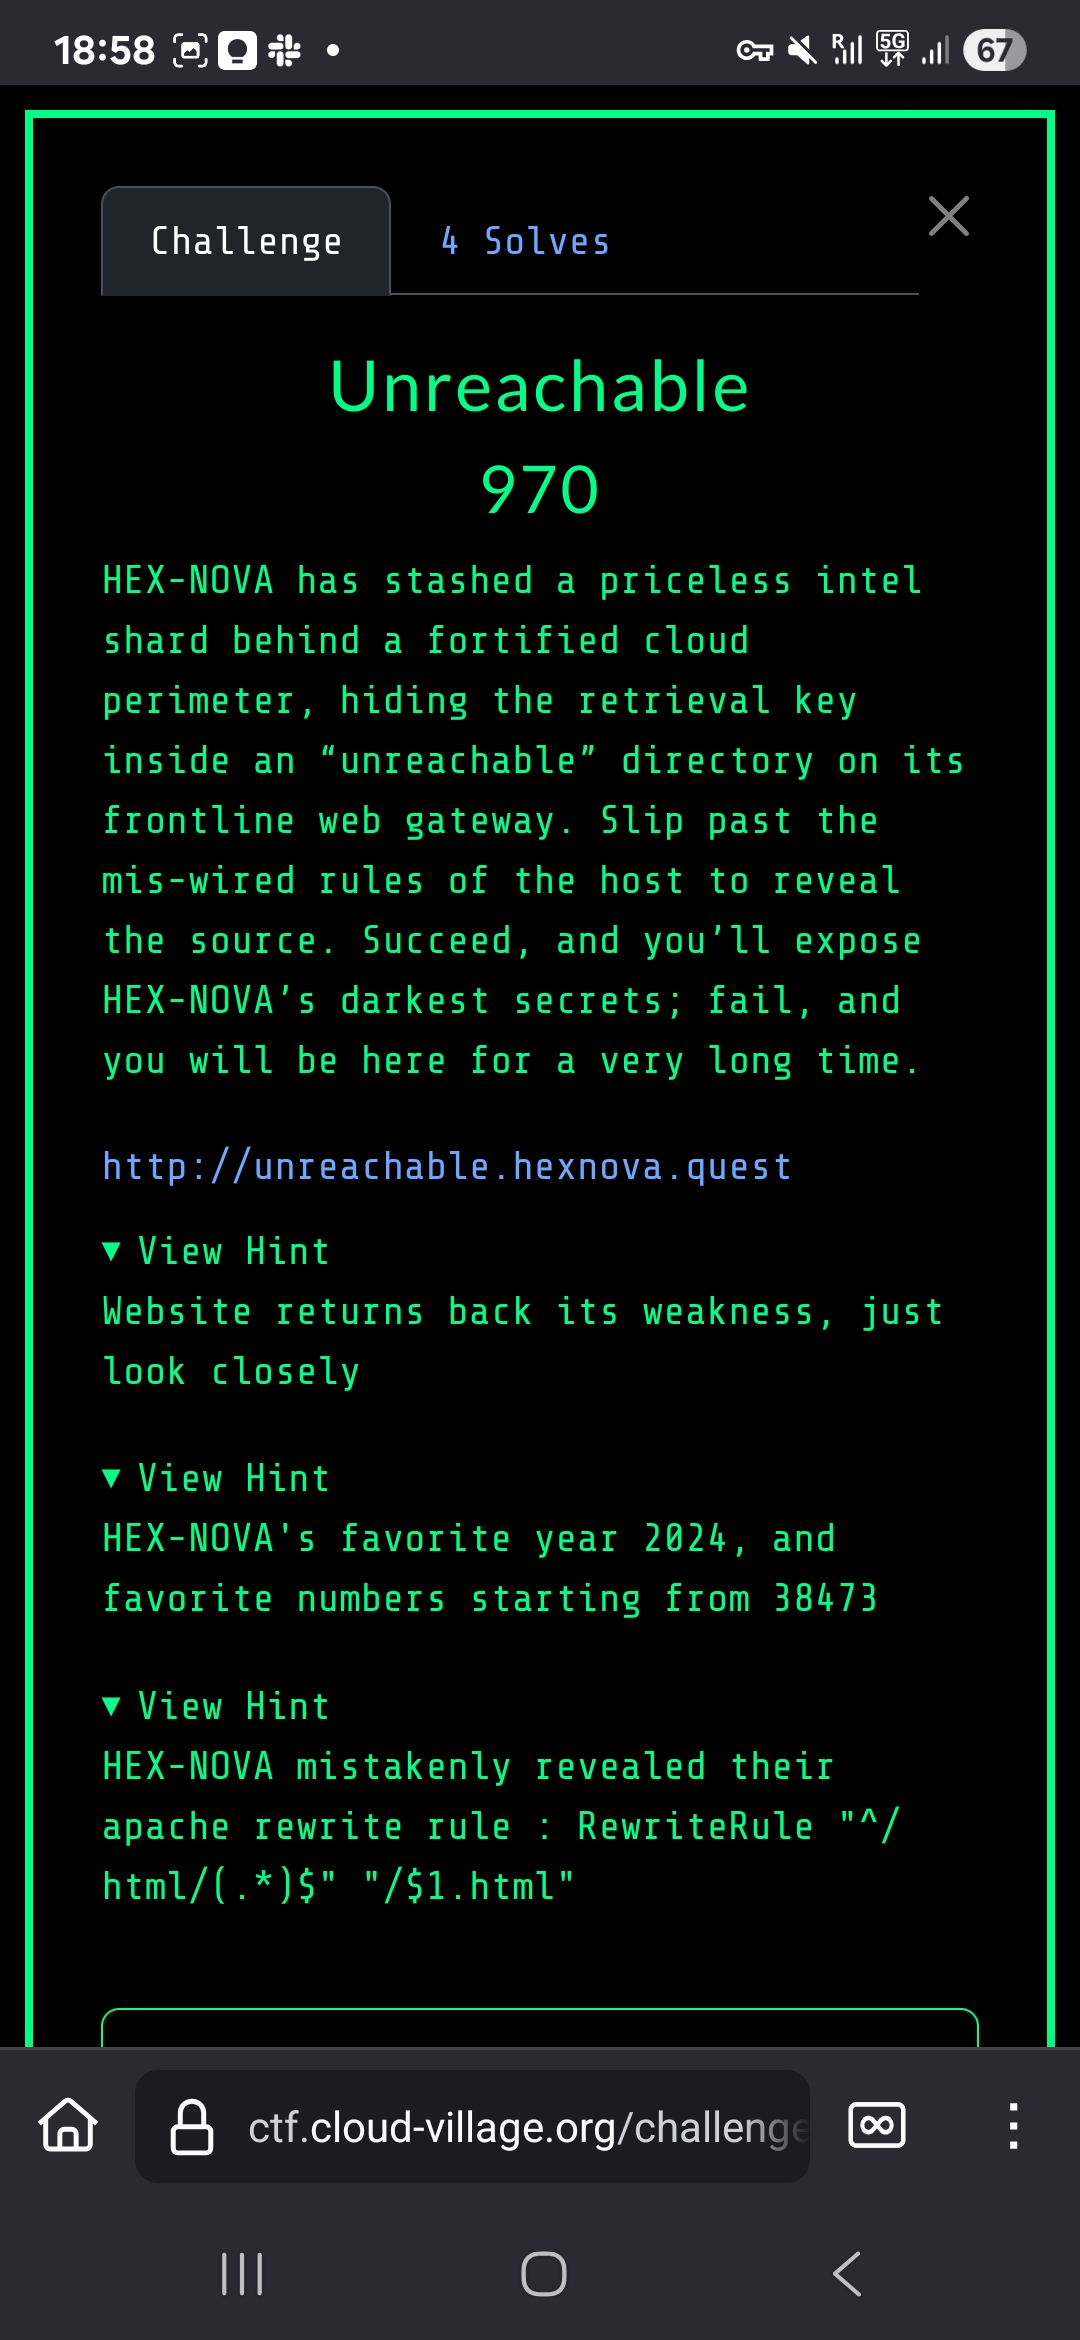 18:58
R
5G
67
Challenge
4 Solves
Unreachable
970
HEX-NOVA has stashed a priceless intel
shard behind a fortified cloud
perimeter, hiding the retrieval key
inside an “unreachable” directory on its
frontline web gateway. Slip past the
mis-wired rules of the host to reveal
the source. Succeed, and you’ll expose
HEX-NOVA’s darkest secrets; fail, and
you will be here for a very long time.
http://unreachable.hexnova.quest
▼ View Hint
Website returns back its weakness, just
look closely
▼ View Hint
HEX-NOVA's favorite year 2024, and
favorite numbers starting from 38473
▼ View Hint
HEX-NOVA mistakenly revealed their
apache rewrite rule : RewriteRule "^/
html/(.*)$" "/$1.html"
ctf.cloud-village.org/challenge